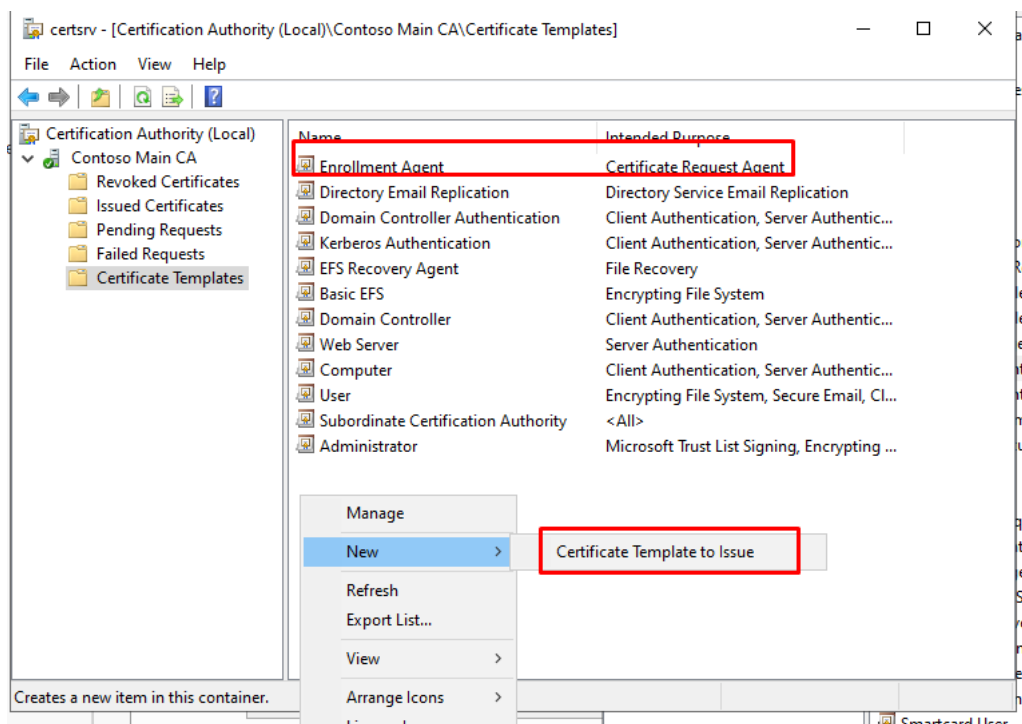 certsrv - [Certification Authority (Local)\Contoso Main CA\Certificate Templates]
File Action View Help
Certification Authority (Local)
Contoso Main CA
Revoked Certificates
Issued Certificates
Pending Requests
Failed Requests
Certificate Templates
Name Intended Purpose
Enrollment Agent Certificate Request Agent
Directory Email Replication Directory Service Email Replication
Domain Controller Authentication Client Authentication, Server Authentic...
Kerberos Authentication Client Authentication, Server Authentic...
EFS Recovery Agent File Recovery
Basic EFS Encrypting File System
Domain Controller Client Authentication, Server Authentic...
Web Server Server Authentication
Computer Client Authentication, Server Authentic...
User Encrypting File System, Secure Email, Cl...
Subordinate Certification Authority <All>
Administrator Microsoft Trust List Signing, Encrypting ...
Manage
New
Certificate Template to Issue
Refresh
Export List...
View
Arrange Icons
Creates a new item in this container.
Smartcard User